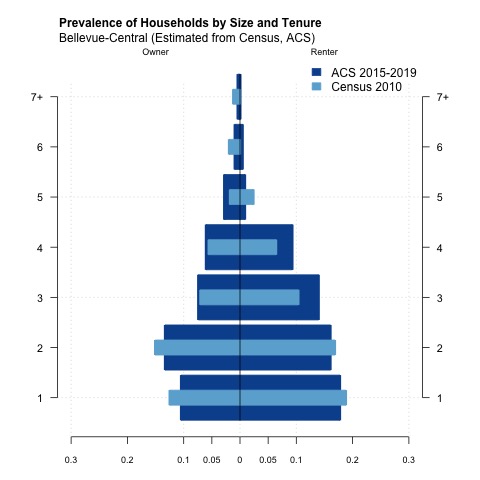 Prevalence of Households by Size and Tenure
Bellevue-Central (Estimated from Census, ACS)
Owner Renter
ACS 2015-2019
Census 2010
7+ 7+
6 6
5 5
4 4
3 3
2 2
1 1
0.3 0.2 0.1 0.05 0 0.05 0.1 0.2 0.3